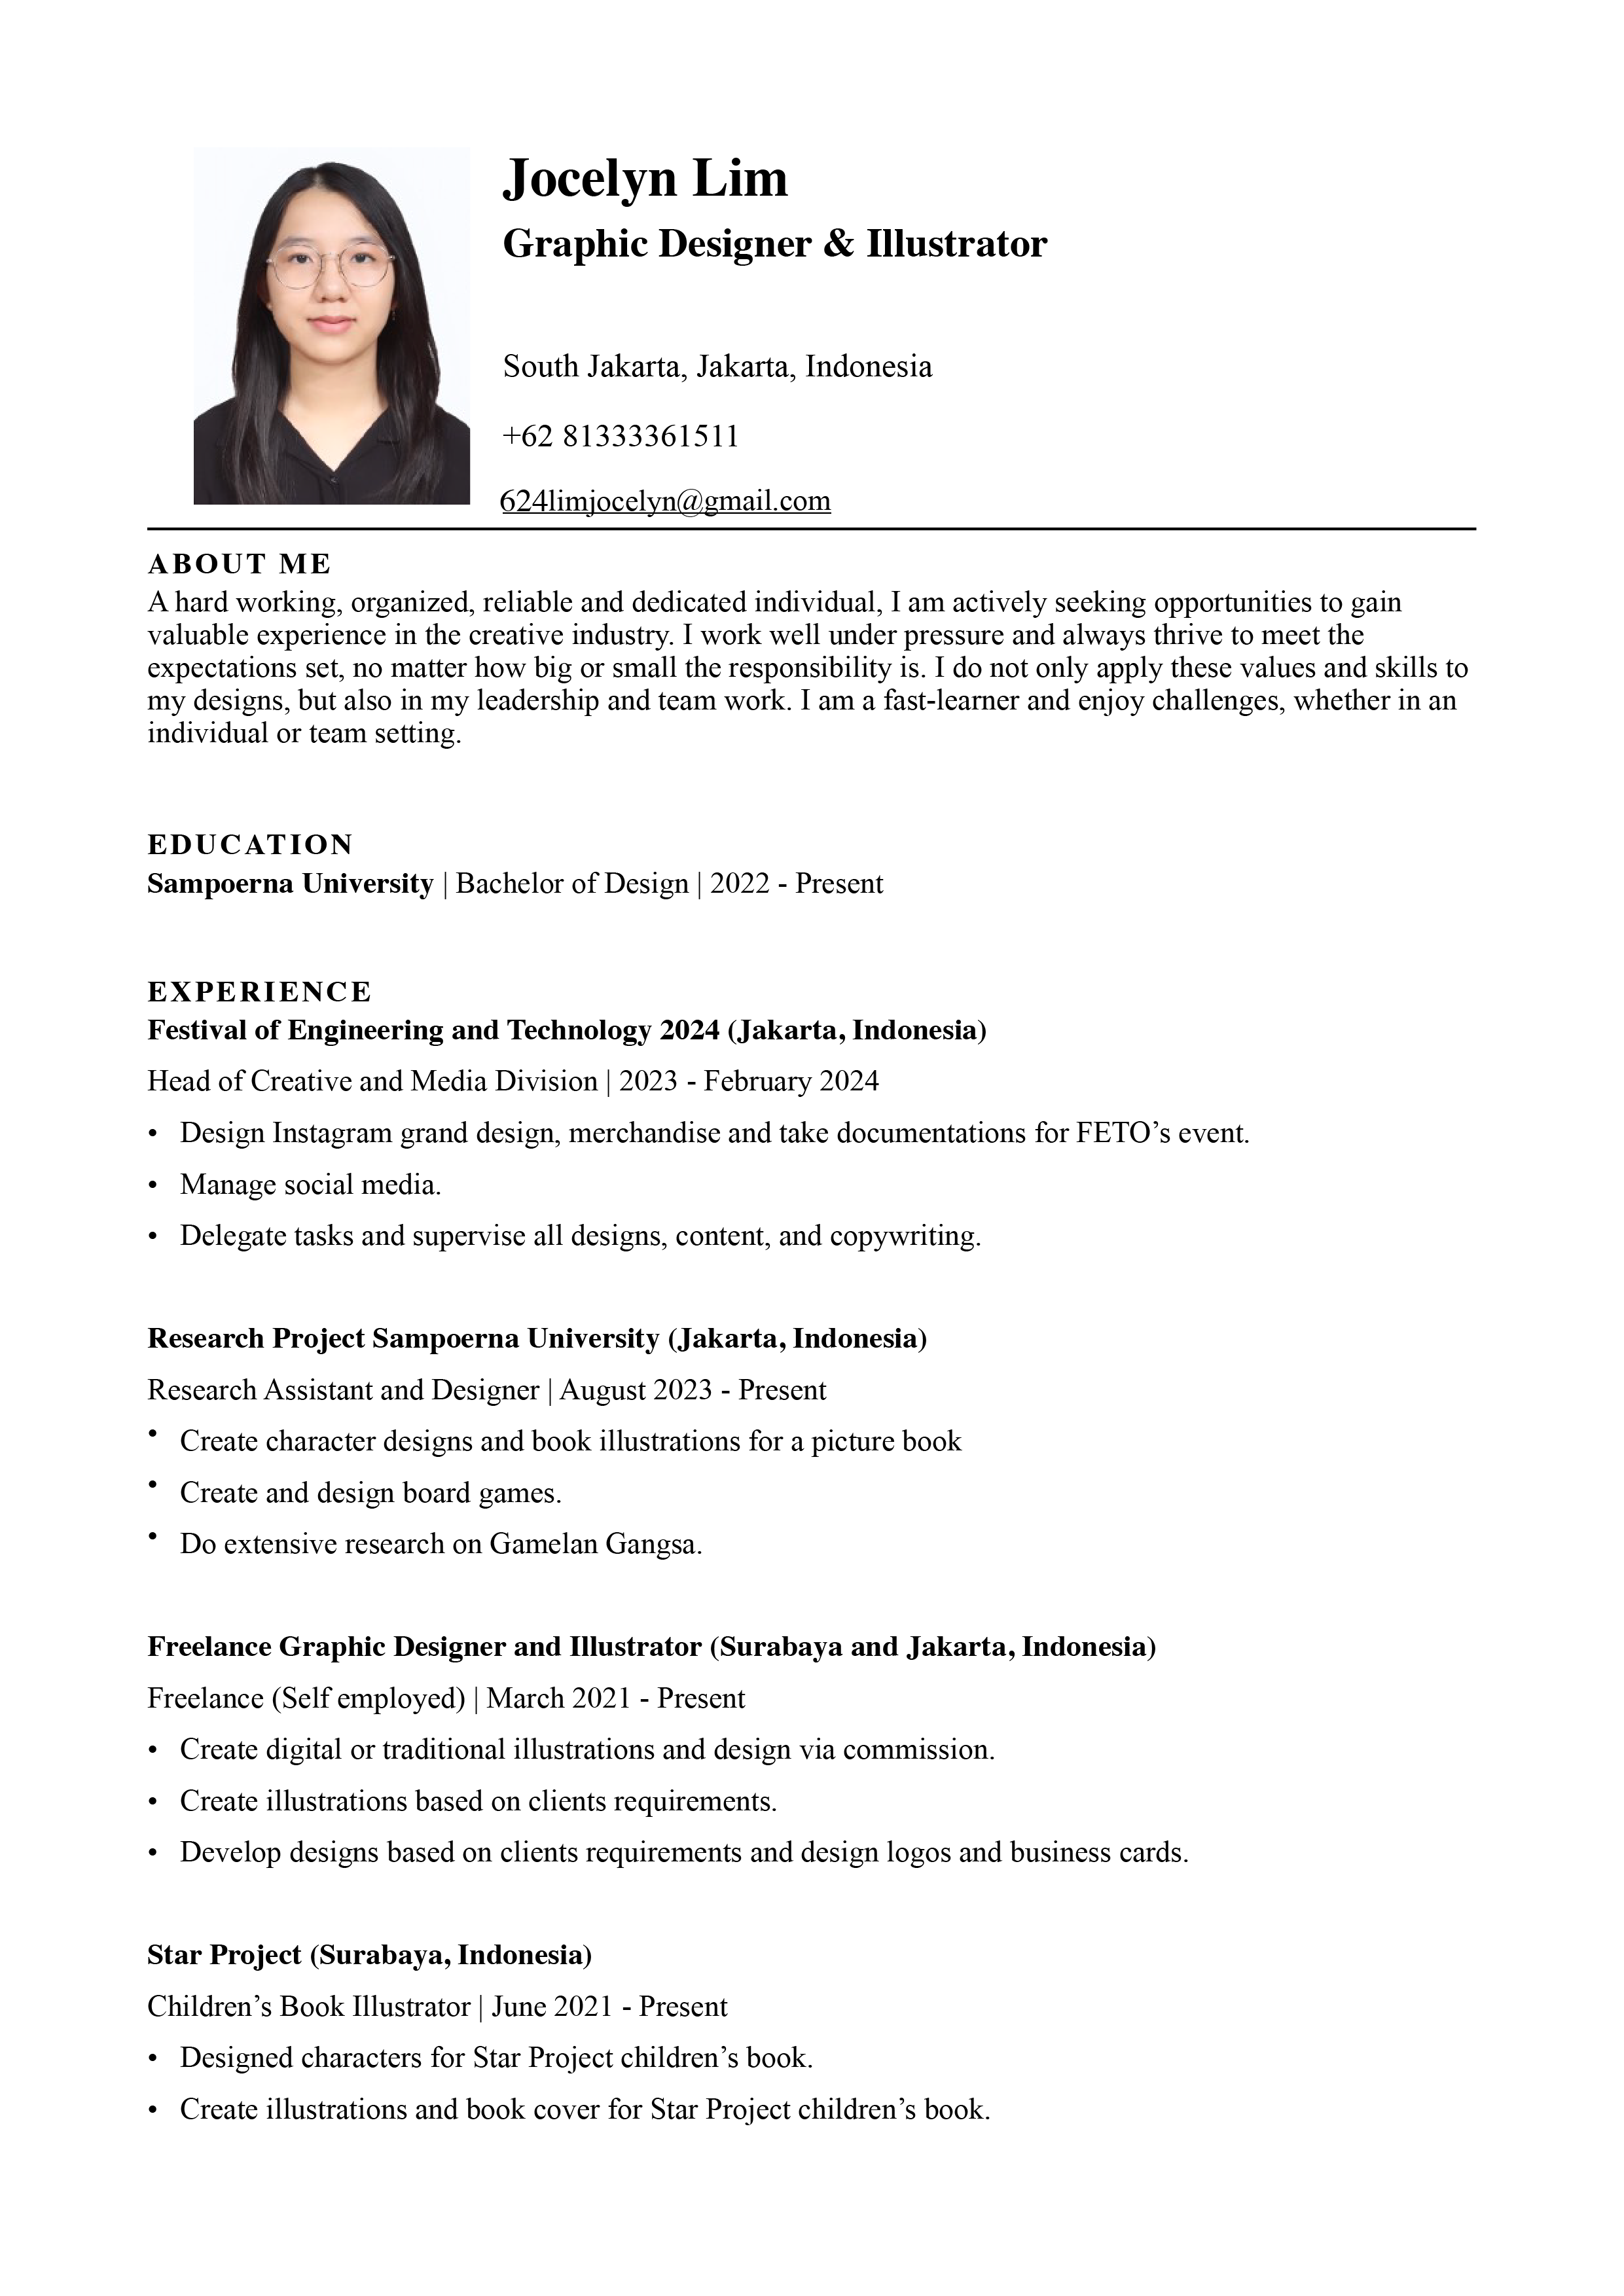 Jocelyn Lim
Graphic Designer & Illustrator
South Jakarta, Jakarta, Indonesia
+62 81333361511
624limjocelyn@gmail.com
ABOUT ME
A hard working, organized, reliable and dedicated individual, I am actively seeking opportunities to gain
valuable experience in the creative industry. I work well under pressure and always thrive to meet the
expectations set, no matter how big or small the responsibility is. I do not only apply these values and skills to
my designs, but also in my leadership and team work. I am a fast-learner and enjoy challenges, whether in an
individual or team setting.
EDUCATION
Sampoerna University | Bachelor of Design | 2022 - Present
EXPERIENCE
Festival of Engineering and Technology 2024 (Jakarta, Indonesia)
Head of Creative and Media Division | 2023 - February 2024
• Design Instagram grand design, merchandise and take documentations for FETO’s event.
• Manage social media.
• Delegate tasks and supervise all designs, content, and copywriting.
Research Project Sampoerna University (Jakarta, Indonesia)
Research Assistant and Designer | August 2023 - Present
• Create character designs and book illustrations for a picture book
• Create and design board games.
• Do extensive research on Gamelan Gangsa.
Freelance Graphic Designer and Illustrator (Surabaya and Jakarta, Indonesia)
Freelance (Self employed) | March 2021 - Present
• Create digital or traditional illustrations and design via commission.
• Create illustrations based on clients requirements.
• Develop designs based on clients requirements and design logos and business cards.
Star Project (Surabaya, Indonesia)
Children’s Book Illustrator | June 2021 - Present
• Designed characters for Star Project children’s book.
• Create illustrations and book cover for Star Project children’s book.